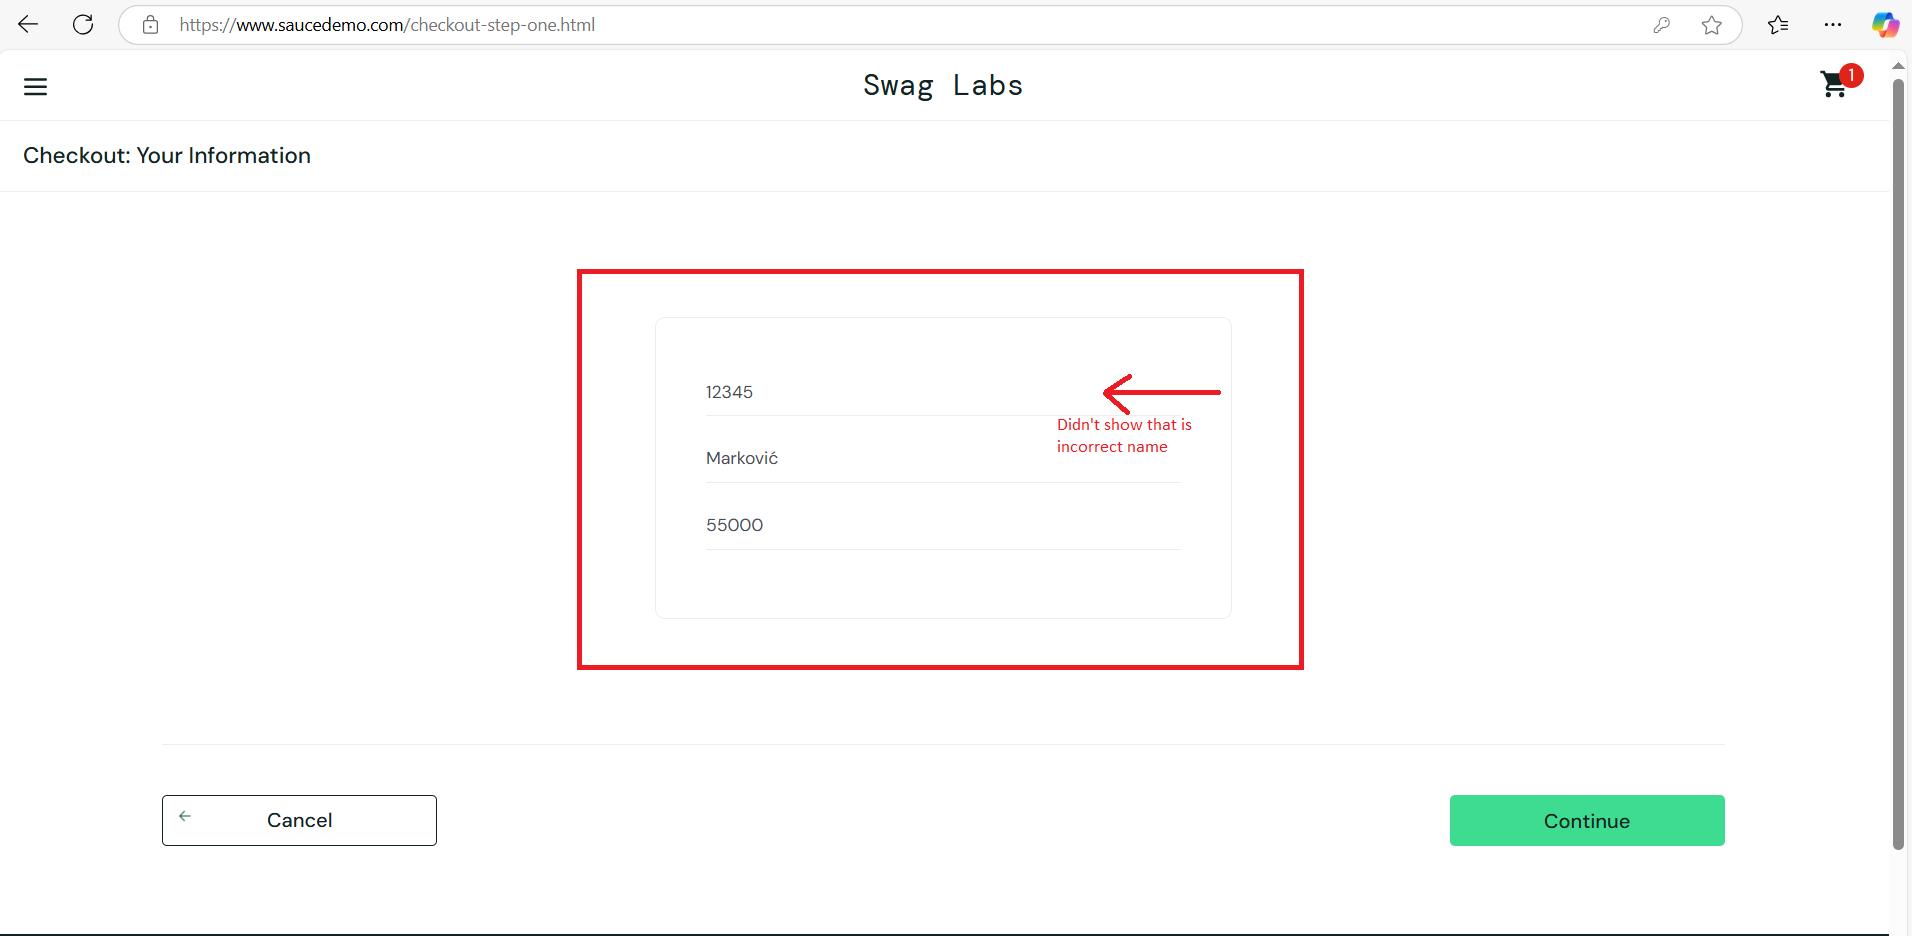 https://www.saucedemo.com/checkout-step-one.html
Swag Labs
1
Checkout: Your Information
12345
Didn't show that is
incorrect name
Marković
55000
Cancel
Continue